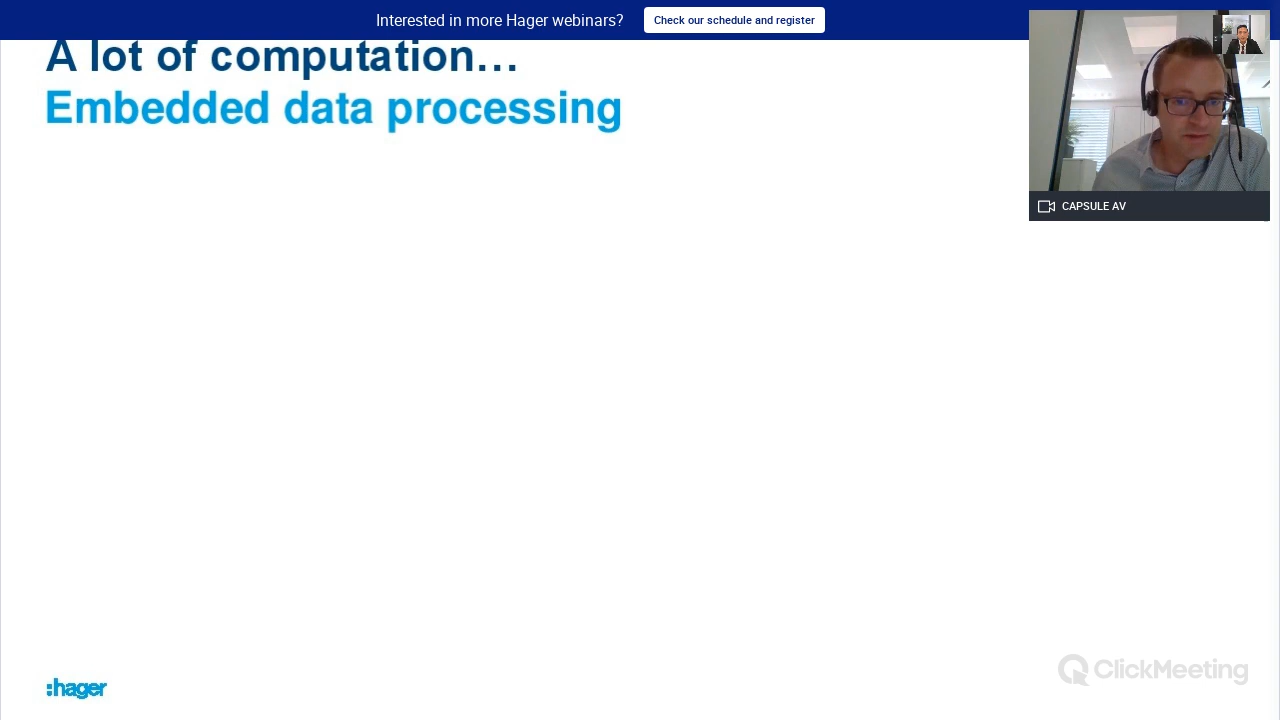 Interested in more Hager webinars?
Check our schedule and register
A lot of computation...
Embedded data processing
CAPSULE AV
:hager
ClickMeeting